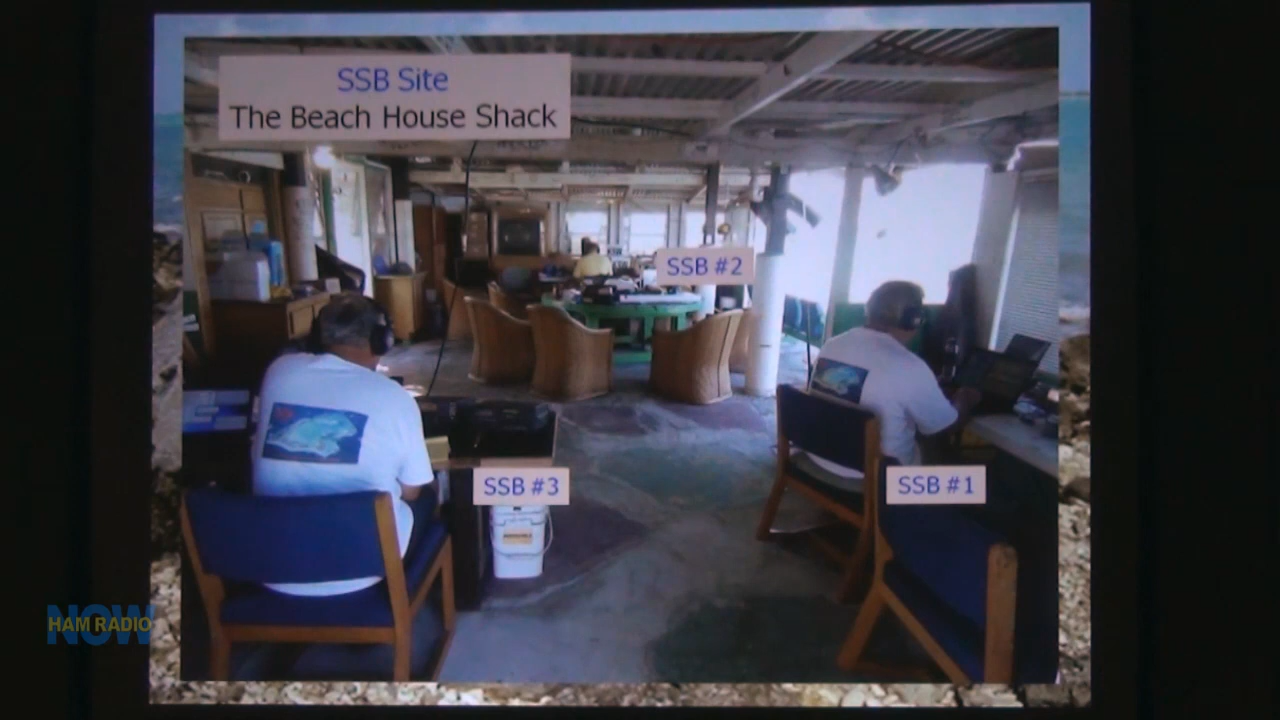 SSB Site
The Beach House Shack
SSB #2
SSB #3
SSB #1
HAM RADIO
NOW